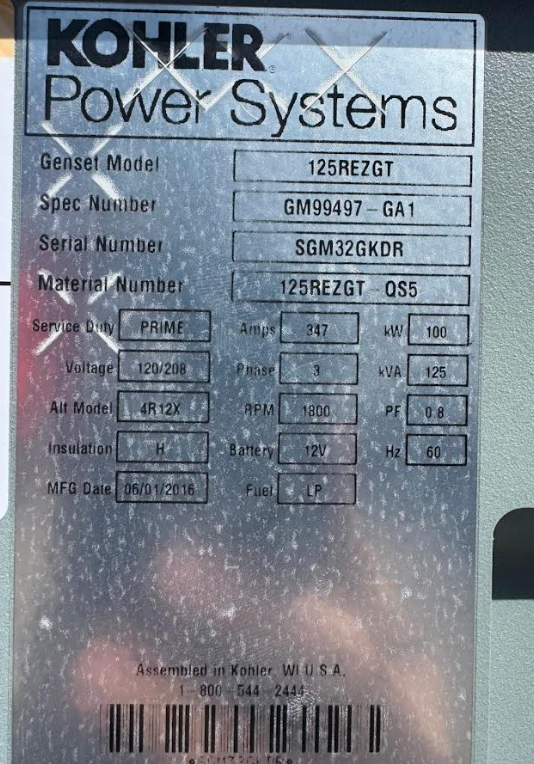 KOHLER
Power Systems
Genset Model 125REZGT
Spec Number GM99497-GA1
Serial Number SGM32GKDR
Material Number 125REZGT-QS5
Service Duty PRIME Amps 347 kW 100
Voltage 120/208 Phase 3 kVA 125
Alt Model 4R12X RPM 1800 PF 0.8
Insulation H Battery 12V Hz 60
MFG Date 06/01/2016 Fuel LP
Assembled in Kohler, WI U.S.A.
1-800-544-2444